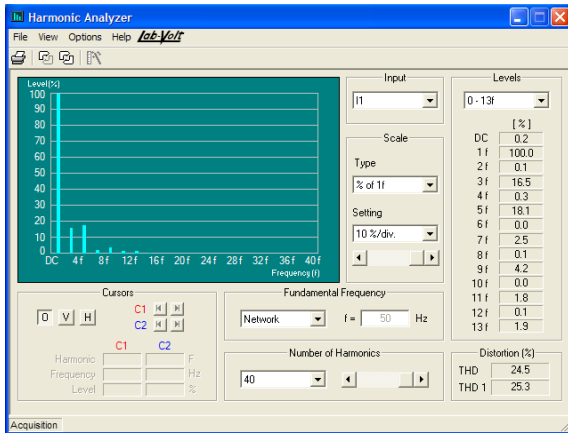 Harmonic Analyzer
File View Options Help Lab-Volt
Level(%)
100
90
80
70
60
50
40
30
20
10
0
DC 4f 8f 12f 16f 20f 24f 28f 32f 36f 40f
Frequency(f)
Input
I1
Scale
Type
% of 1f
Setting
10 %/div.
Levels
0 - 13f
[ % ]
DC 0.2
1 f 100.0
2 f 0.1
3 f 16.5
4 f 0.3
5 f 18.1
6 f 0.0
7 f 2.5
8 f 0.1
9 f 4.2
10 f 0.0
11 f 1.8
12 f 0.1
13 f 1.9
Cursors
O V H
C1
C2
C1 C2
Harmonic F
Frequency Hz
Level %
Fundamental Frequency
Network f = 50 Hz
Number of Harmonics
40
Distortion (%)
THD 24.5
THD 1 25.3
Acquisition